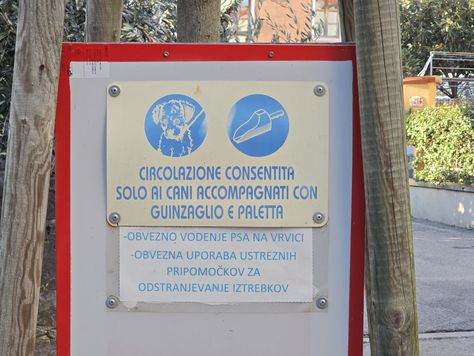 CIRCOLAZIONE CONSENTITA
SOLO AI CANI ACCOMPAGNATI CON
GUINZAGLIO E PALETTA
-OBVEZNO VODENJE PSA NA VRVICI
-OBVEZNA UPORABA USTREZNIH
PRIPOMOČKOV ZA
ODSTRANJEVANJE IZTREBKOV